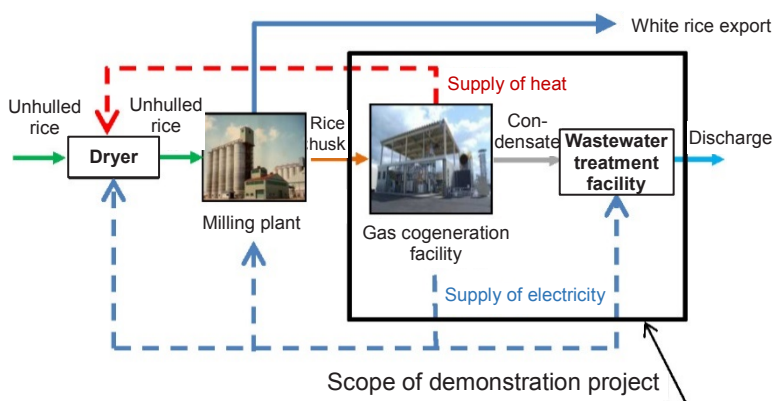 White rice export
Supply of heat
Unhulled
rice
Unhulled
rice
Dryer
Rice
husk
Con-
densate
Wastewater
treatment
facility
Discharge
Milling plant
Gas cogeneration
facility
Supply of electricity
Scope of demonstration project